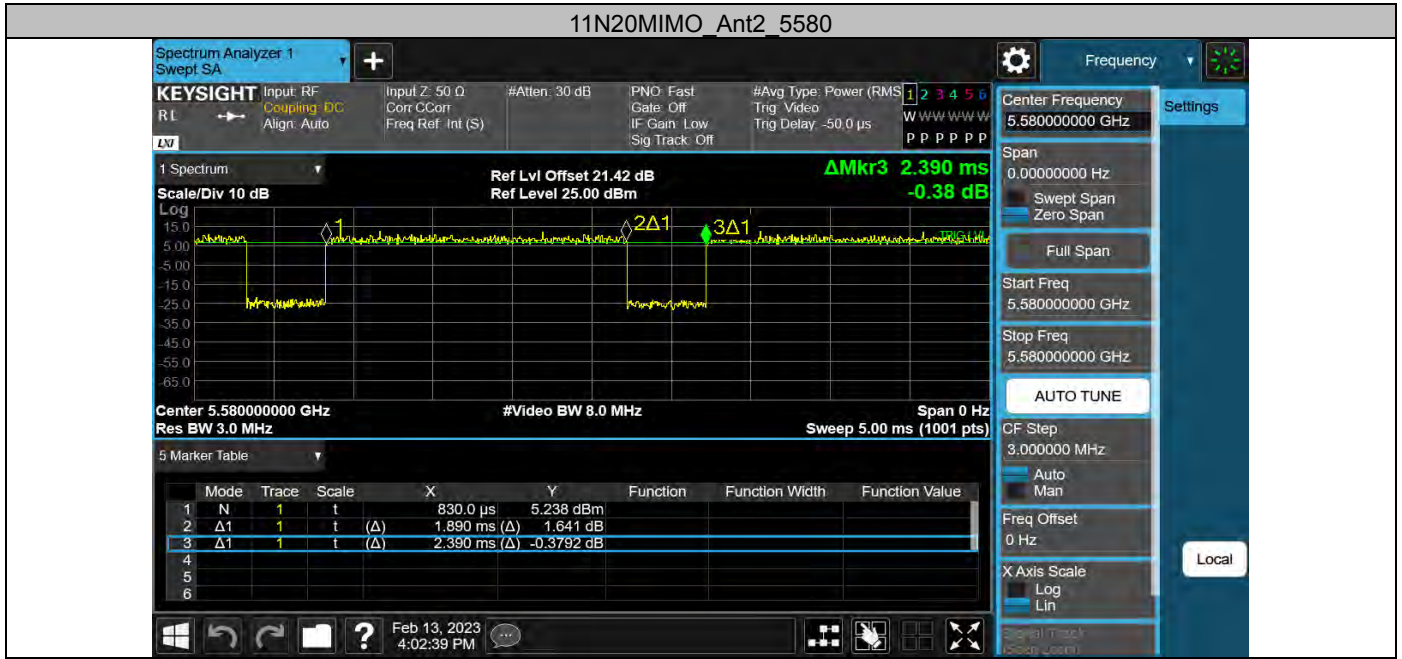 11N20MIMO_Ant2_5580
Spectrum Analyzer 1
Swept SA
+
Frequency
KEYSIGHT
RL
LXI
Input: RF
Coupling: DC
Align: Auto
Input Z: 50 Ω
Corr CCorr
Freq Ref: Int (S)
#Atten: 30 dB
PNO: Fast
Gate: Off
IF Gain: Low
Sig Track: Off
#Avg Type: Power (RMS
Trig: Video
Trig Delay: -50.0 µs
1 2 3 4 5 6
W W W W W W
P P P P P P
Center Frequency
5.580000000 GHz
Settings
Span
0.00000000 Hz
Swept Span
Zero Span
Full Span
Start Freq
5.580000000 GHz
Stop Freq
5.580000000 GHz
AUTO TUNE
CF Step
3.000000 MHz
Auto
Man
Freq Offset
0 Hz
X Axis Scale
Log
Lin
Signal Track
Local
1 Spectrum
Scale/Div 10 dB
Ref Lvl Offset 21.42 dB
Ref Level 25.00 dBm
ΔMkr3 2.390 ms
-0.38 dB
Log
15.0
5.00
-5.00
-15.0
-25.0
-35.0
-45.0
-55.0
-65.0
1
2Δ1
3Δ1
TRIG LVL
Center 5.580000000 GHz
#Video BW 8.0 MHz
Span 0 Hz
Res BW 3.0 MHz
Sweep 5.00 ms (1001 pts)
5 Marker Table
Mode Trace Scale X Y Function Function Width Function Value
1 N 1 t 830.0 µs 5.238 dBm
2 Δ1 1 t (Δ) 1.890 ms (Δ) 1.641 dB
3 Δ1 1 t (Δ) 2.390 ms (Δ) -0.3792 dB
4
5
6
?
Feb 13, 2023
4:02:39 PM